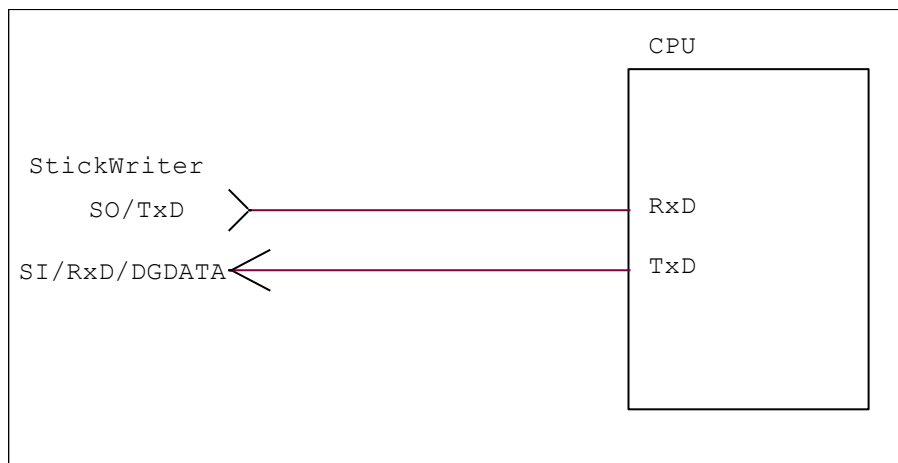 CPU
StickWriter
SO/TxD
RxD
SI/RxD/DGDATA
TxD